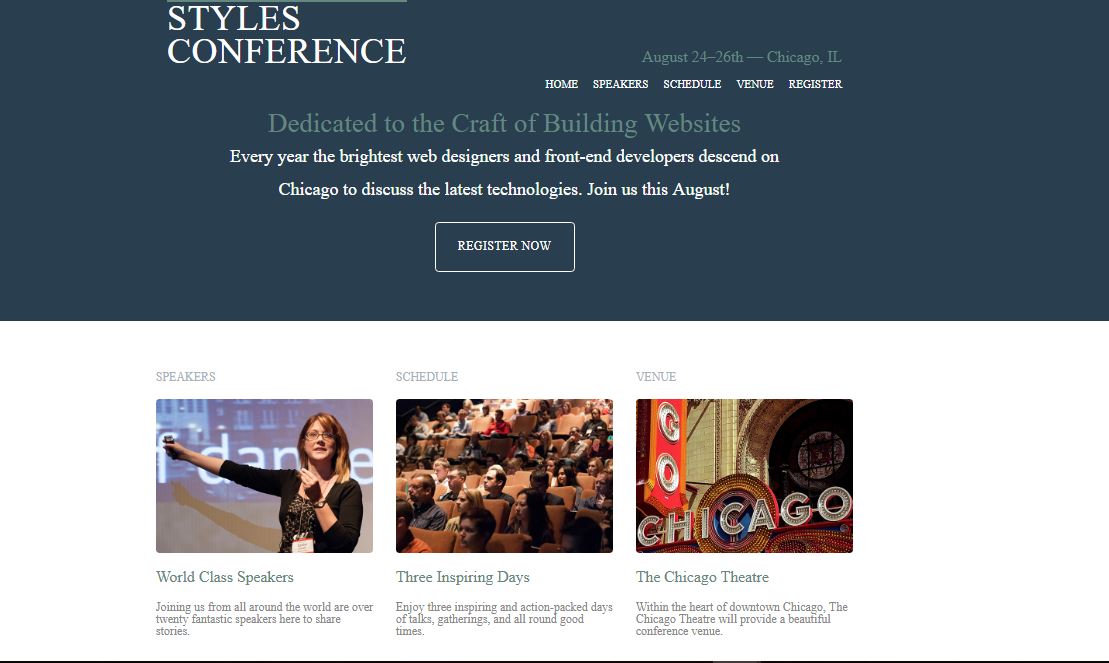 STYLES
CONFERENCE
August 24–26th — Chicago, IL
HOME SPEAKERS SCHEDULE VENUE REGISTER
Dedicated to the Craft of Building Websites
Every year the brightest web designers and front-end developers descend on
Chicago to discuss the latest technologies. Join us this August!
REGISTER NOW
SPEAKERS
SCHEDULE
VENUE
CHICAGO
World Class Speakers
Joining us from all around the world are over
twenty fantastic speakers here to share
stories.
Three Inspiring Days
Enjoy three inspiring and action-packed days
of talks, gatherings, and all round good
times.
The Chicago Theatre
Within the heart of downtown Chicago, The
Chicago Theatre will provide a beautiful
conference venue.